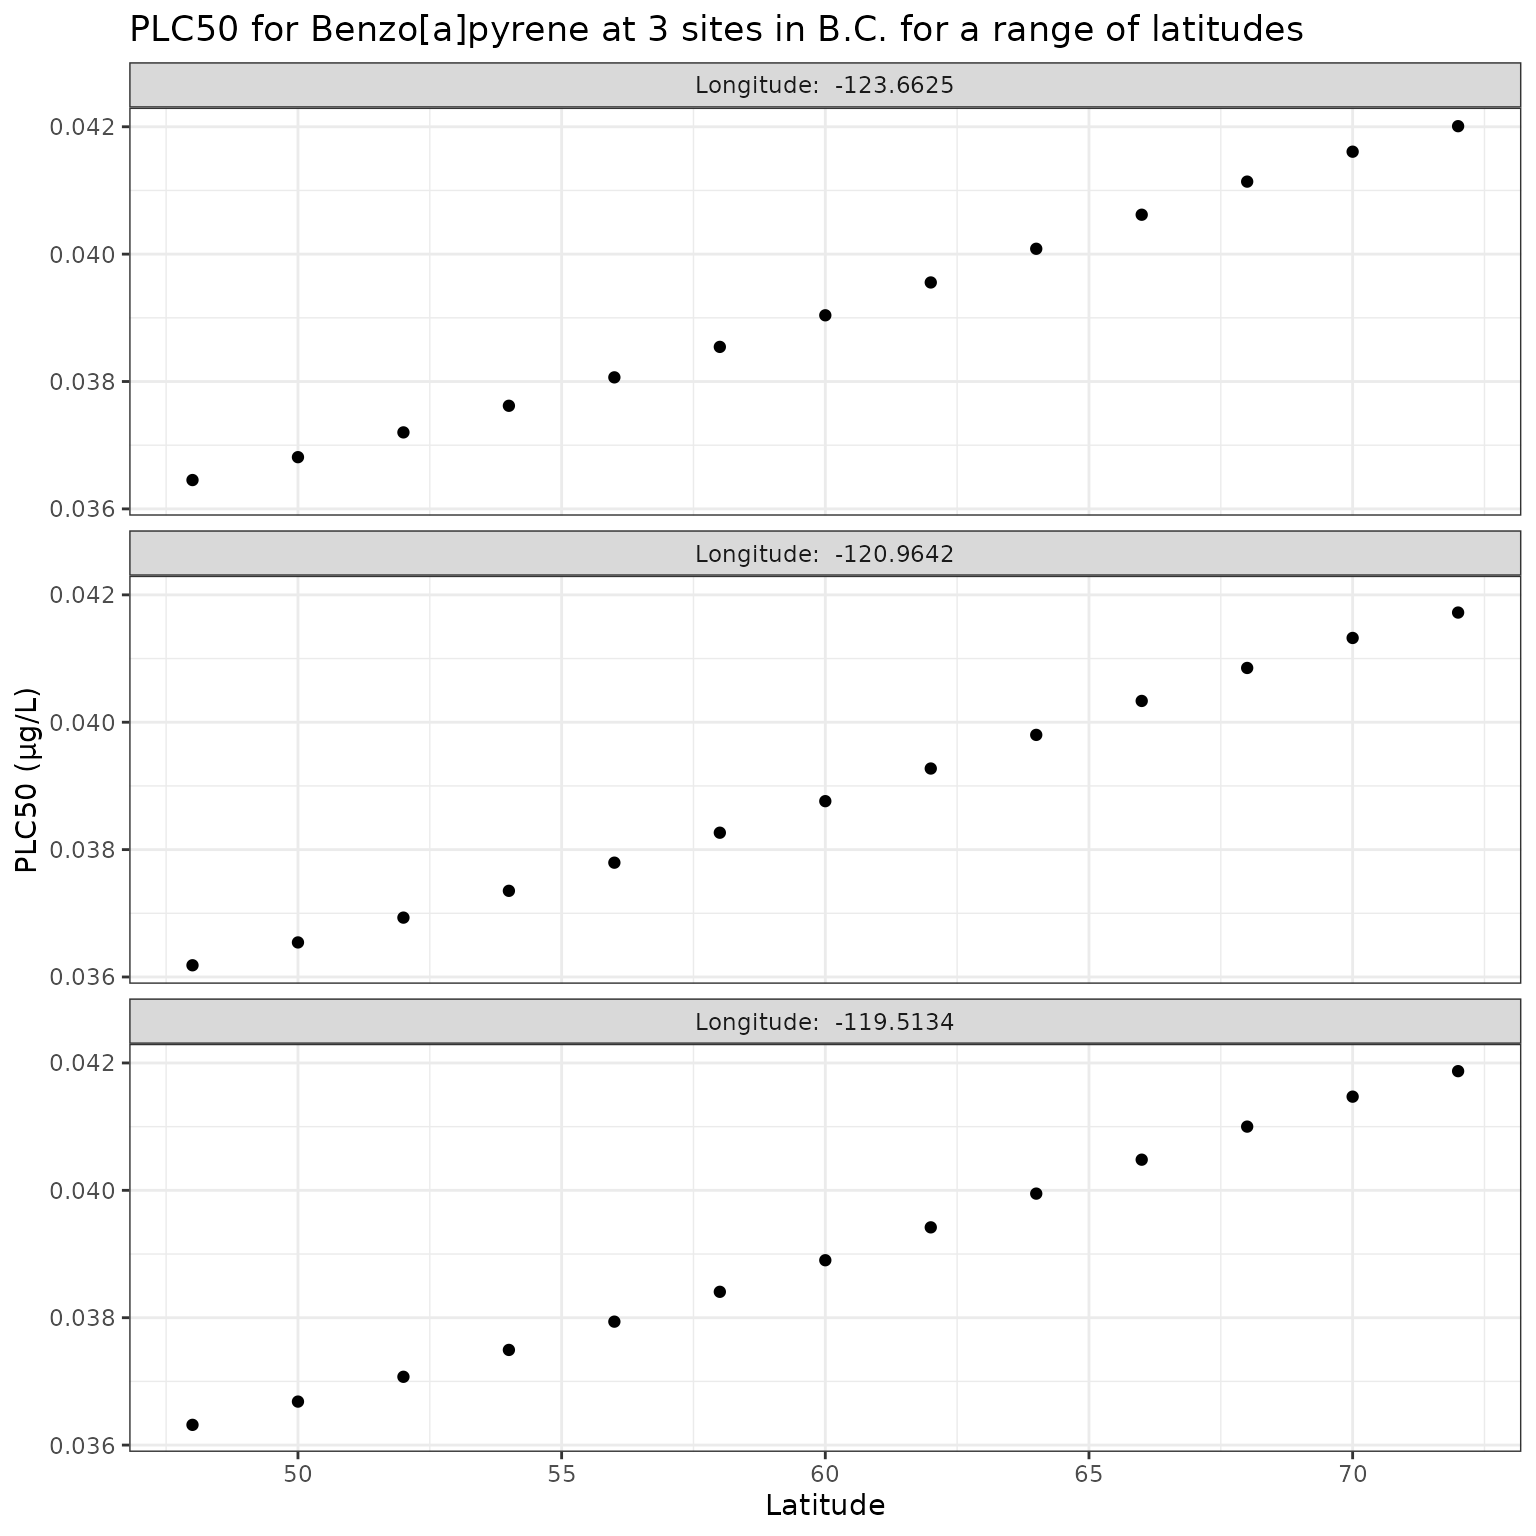 PLC50 for Benzo[a]pyrene at 3 sites in B.C. for a range of latitudes
Longitude:  -123.6625
0.042
0.040
0.038
0.036
Longitude:  -120.9642
0.042
0.040
0.038
0.036
PLC50 (μg/L)
Longitude:  -119.5134
0.042
0.040
0.038
0.036
50 55 60 65 70
Latitude